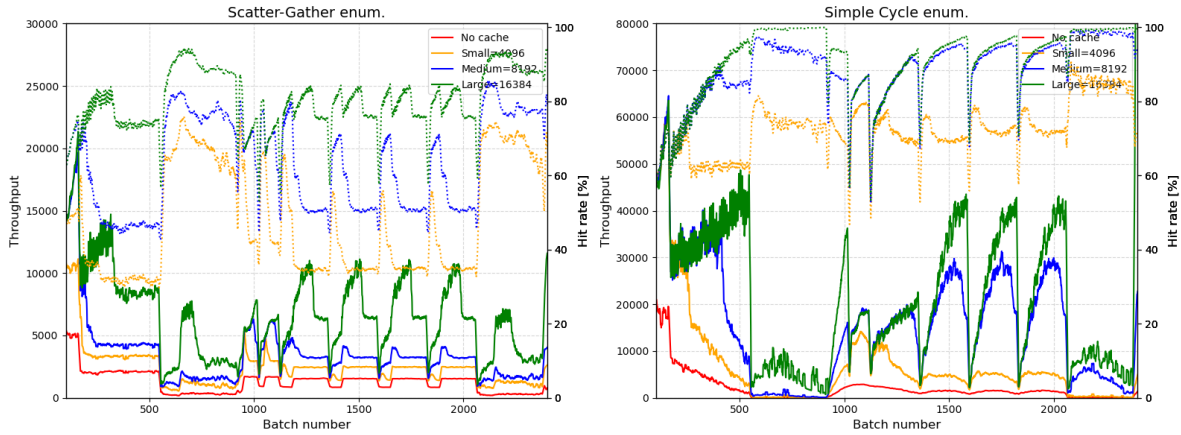 Scatter-Gather enum.
30000
25000
20000
15000
10000
5000
0
Throughput
500
1000
1500
2000
Batch number
100
80
60
40
20
0
Hit rate [%]
No cache
Small=4096
Medium=8192
Large=16384
Simple Cycle enum.
80000
70000
60000
50000
40000
30000
20000
10000
0
Throughput
500
1000
1500
2000
Batch number
100
80
60
40
20
0
Hit rate [%]
No cache
Small=4096
Medium=8192
Large=16384